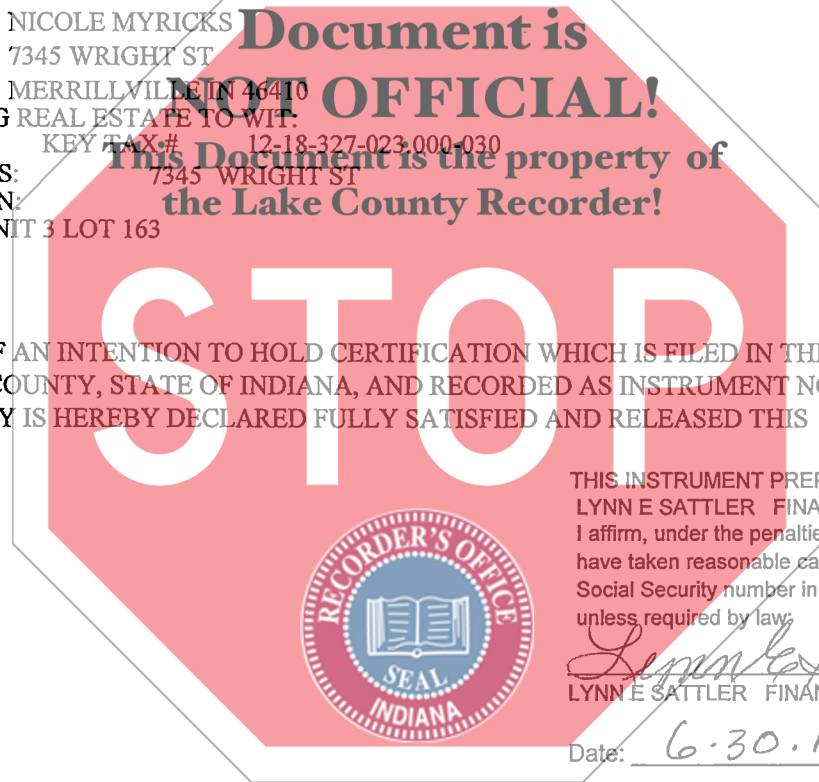 NICOLE MYRICKS
7345 WRIGHT ST
MERRILLVILLE IN 46410
G REAL ESTATE TO WIT:
KEY TAX # 12-18-327-023.000-030
S: 7345 WRIGHT ST
N:
NIT 3 LOT 163
Document is
NOT OFFICIAL!
This Document is the property of
the Lake County Recorder!
STOP
F AN INTENTION TO HOLD CERTIFICATION WHICH IS FILED IN TH
COUNTY, STATE OF INDIANA, AND RECORDED AS INSTRUMENT NO
Y IS HEREBY DECLARED FULLY SATISFIED AND RELEASED THIS
THIS INSTRUMENT PREP
LYNN E SATTLER FINA
I affirm, under the penaltie
have taken reasonable ca
Social Security number in
unless required by law;
LYNN E SATTLER FINAN
Date: 6.30.
RECORDER'S OFFICE
SEAL
INDIANA